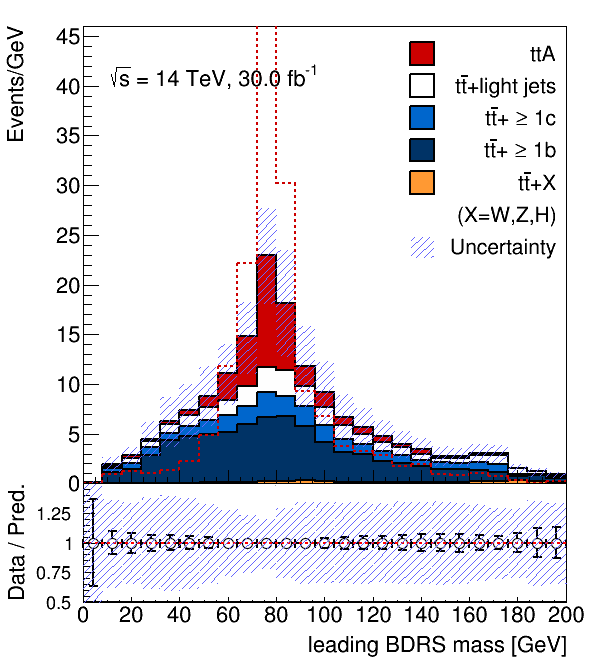 Events/GeV
45
40
35
30
25
20
15
10
5
0
√s = 14 TeV, 30.0 fb⁻¹
ttA
tt̄+light jets
tt̄+ ≥ 1c
tt̄+ ≥ 1b
tt̄+X
(X=W,Z,H)
Uncertainty
Data / Pred.
1.25
1
0.75
0.5
0 20 40 60 80 100 120 140 160 180 200
leading BDRS mass [GeV]